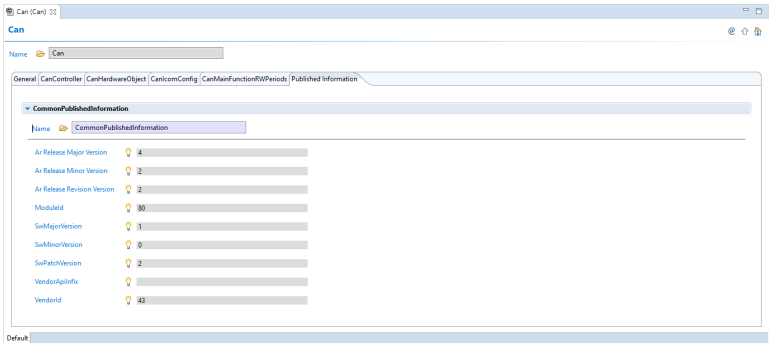 Can (Can)
Can
Name Can
General CanController CanHardwareObject CanIcomConfig CanMainFunctionRWPeriods Published Information
CommonPublishedInformation
Name CommonPublishedInformation
Ar Release Major Version 4
Ar Release Minor Version 2
Ar Release Revision Version 2
ModuleId 80
SwMajorVersion 1
SwMinorVersion 0
SwPatchVersion 2
VendorApiInfix
VendorId 43
Default